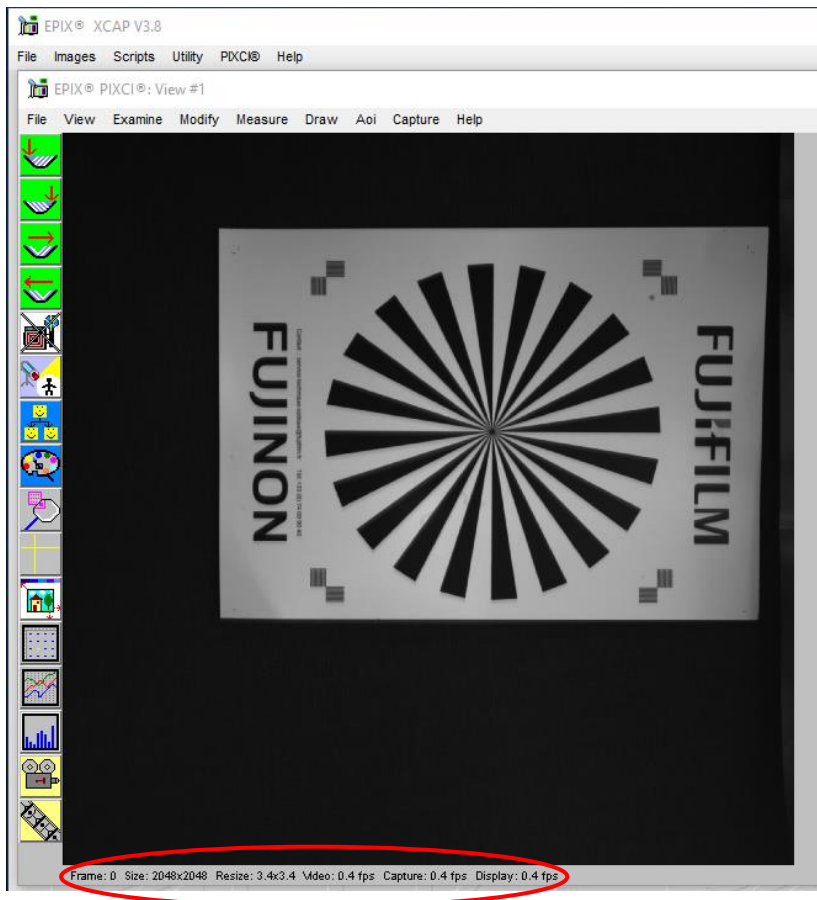 EPIX® XCAP V3.8
File Images Scripts Utility PIXCI® Help
EPIX® PIXCI®: View #1
File View Examine Modify Measure Draw Aoi Capture Help
FUJINON
FUJIFILM
Frame: 0 Size: 2048x2048 Resize: 3.4x3.4 Video: 0.4 fps Capture: 0.4 fps Display: 0.4 fps